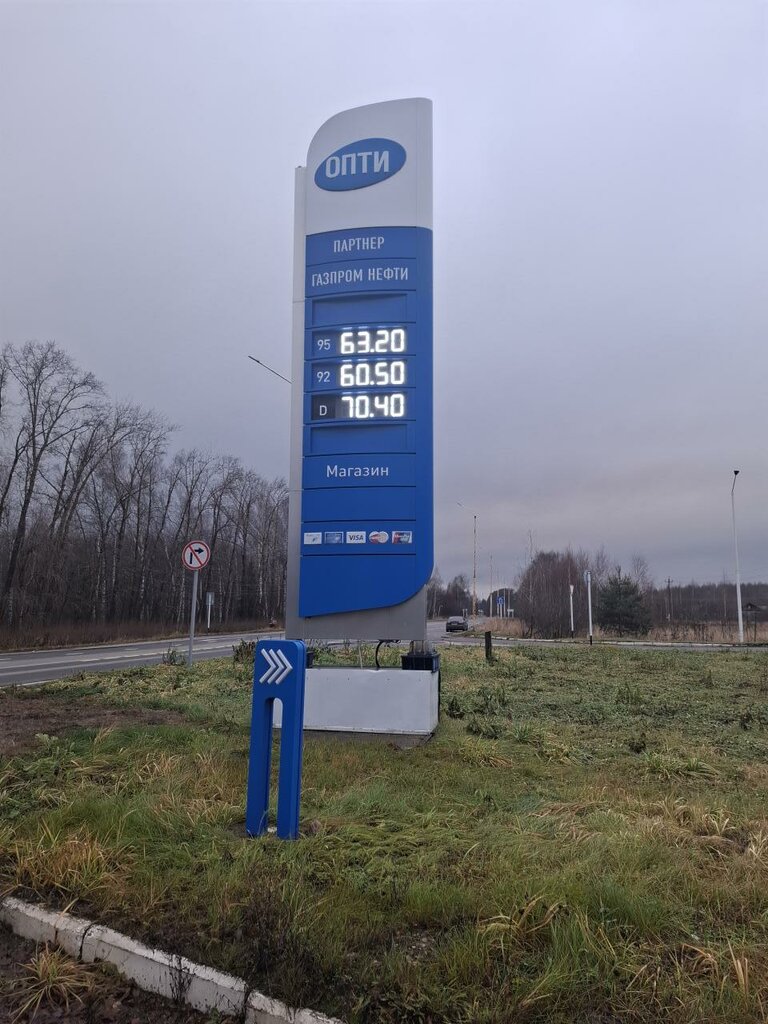 ОПТИ
ПАРТНЕР
ГАЗПРОМ НЕФТИ
95 63.20
92 60.50
D 70.40
Магазин
VISA